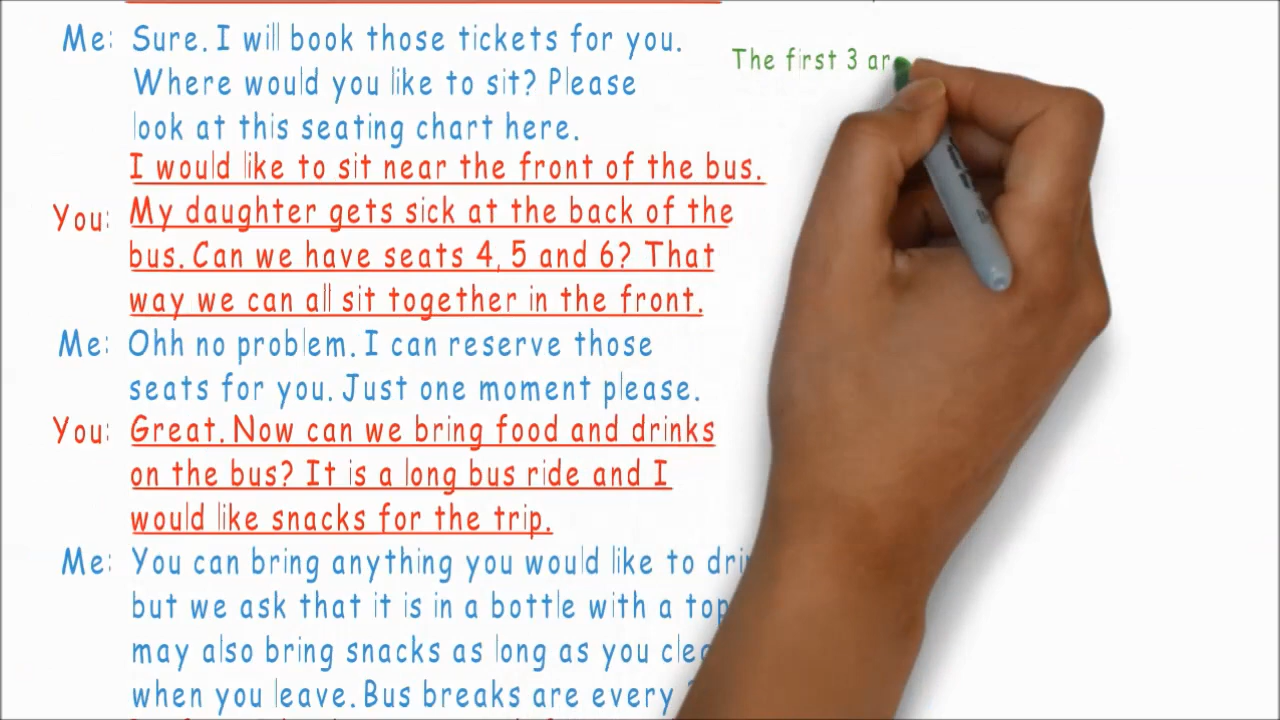 Me: Sure. I will book those tickets for you.
Where would you like to sit? Please
look at this seating chart here.
I would like to sit near the front of the bus.
You: My daughter gets sick at the back of the
bus. Can we have seats 4, 5 and 6? That
way we can all sit together in the front.
Me: Ohh no problem. I can reserve those
seats for you. Just one moment please.
You: Great. Now can we bring food and drinks
on the bus? It is a long bus ride and I
would like snacks for the trip.
Me: You can bring anything you would like to
but we ask that it is in a bottle with a top
may also bring snacks as long as you
when you leave. Bus breaks are every
The first 3